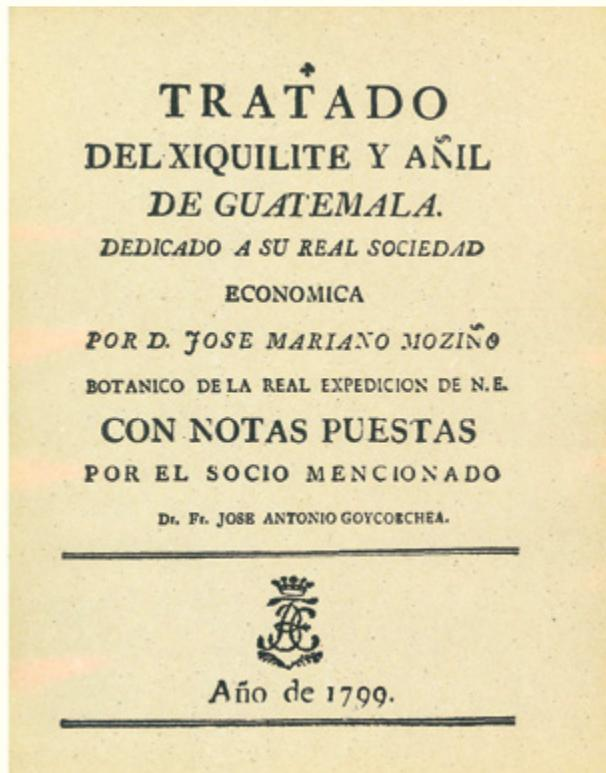 TRATADO
DEL XIQUILITE Y AÑIL
DE GUATEMALA.
DEDICADO A SU REAL SOCIEDAD
ECONOMICA
POR D. JOSE MARIANO MOZIÑO
BOTANICO DE LA REAL EXPEDICION DE N.E.
CON NOTAS PUESTAS
POR EL SOCIO MENCIONADO
Dr. Fr. JOSE ANTONIO GOYCOECHEA.
Año de 1799.